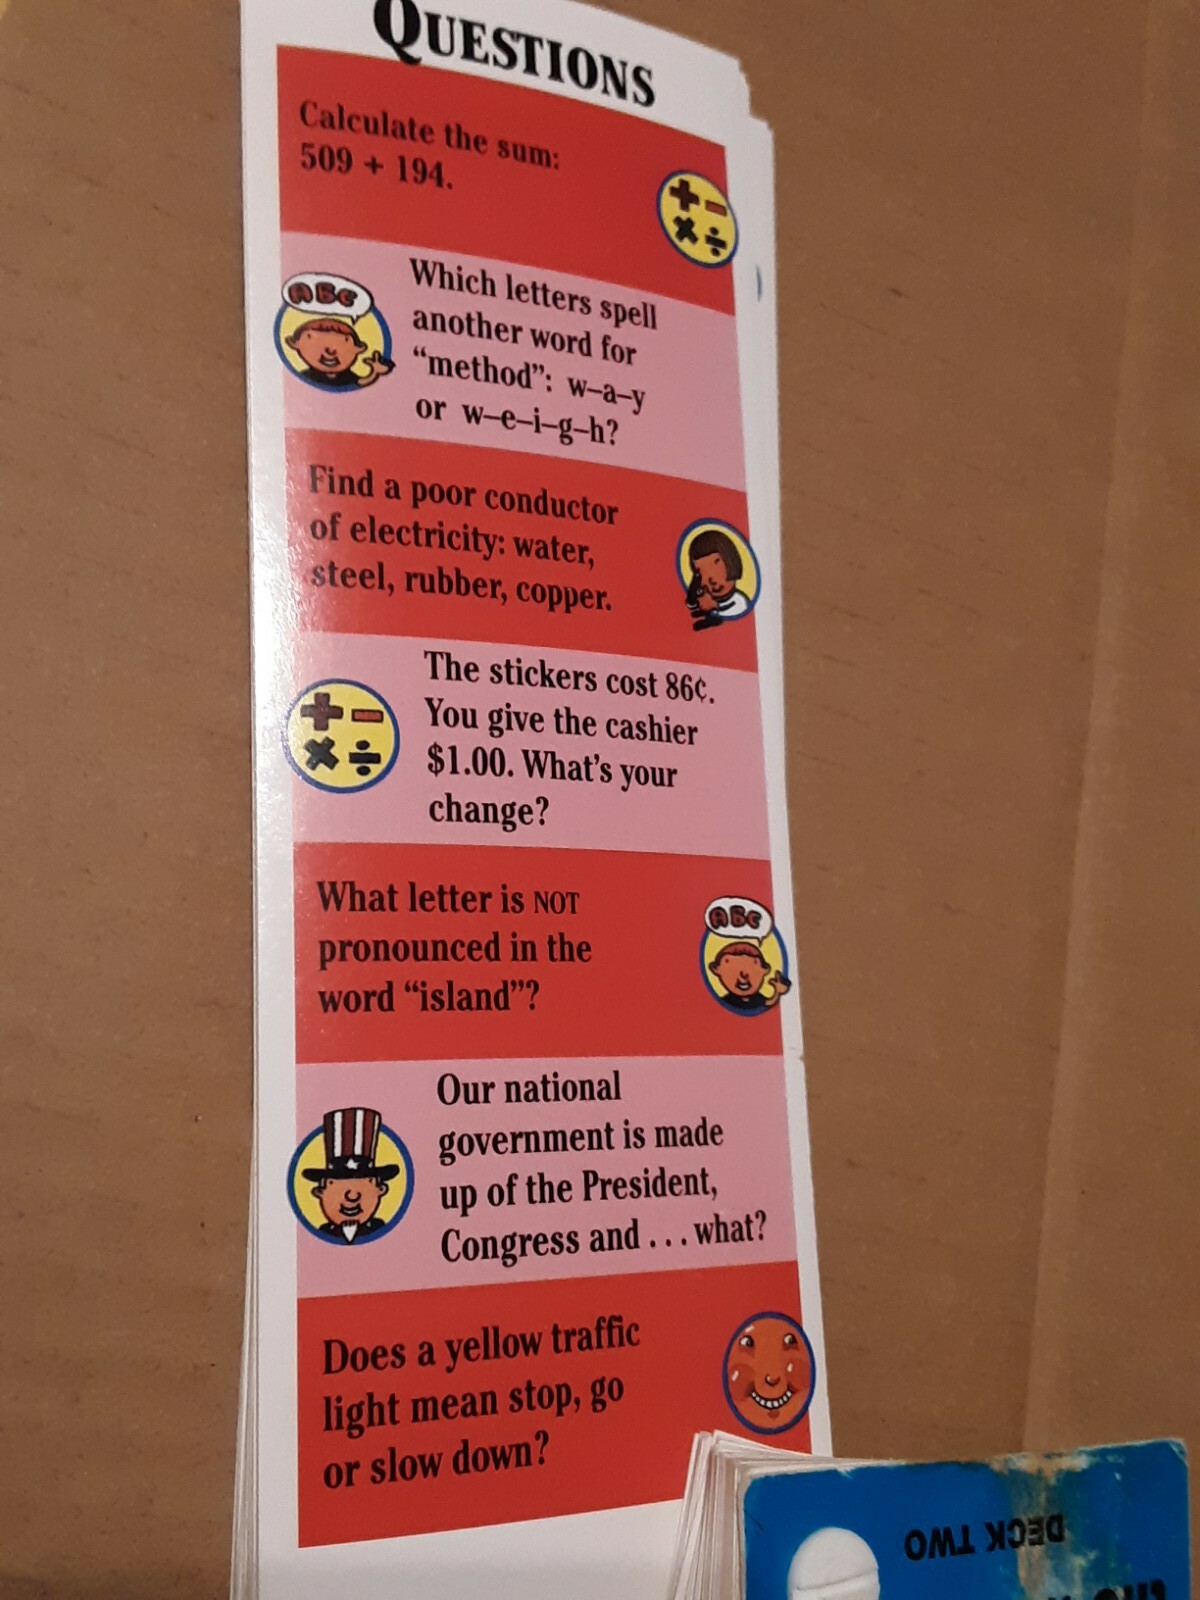 QUESTIONS
Calculate the sum:
509 + 194.
ABC
Which letters spell
another word for
“method”: w–a–y
or w–e–i–g–h?
Find a poor conductor
of electricity: water,
steel, rubber, copper.
The stickers cost 86¢.
You give the cashier
$1.00. What’s your
change?
What letter is NOT
pronounced in the
word “island”?
ABC
Our national
government is made
up of the President,
Congress and . . . what?
Does a yellow traffic
light mean stop, go
or slow down?
DECK TWO